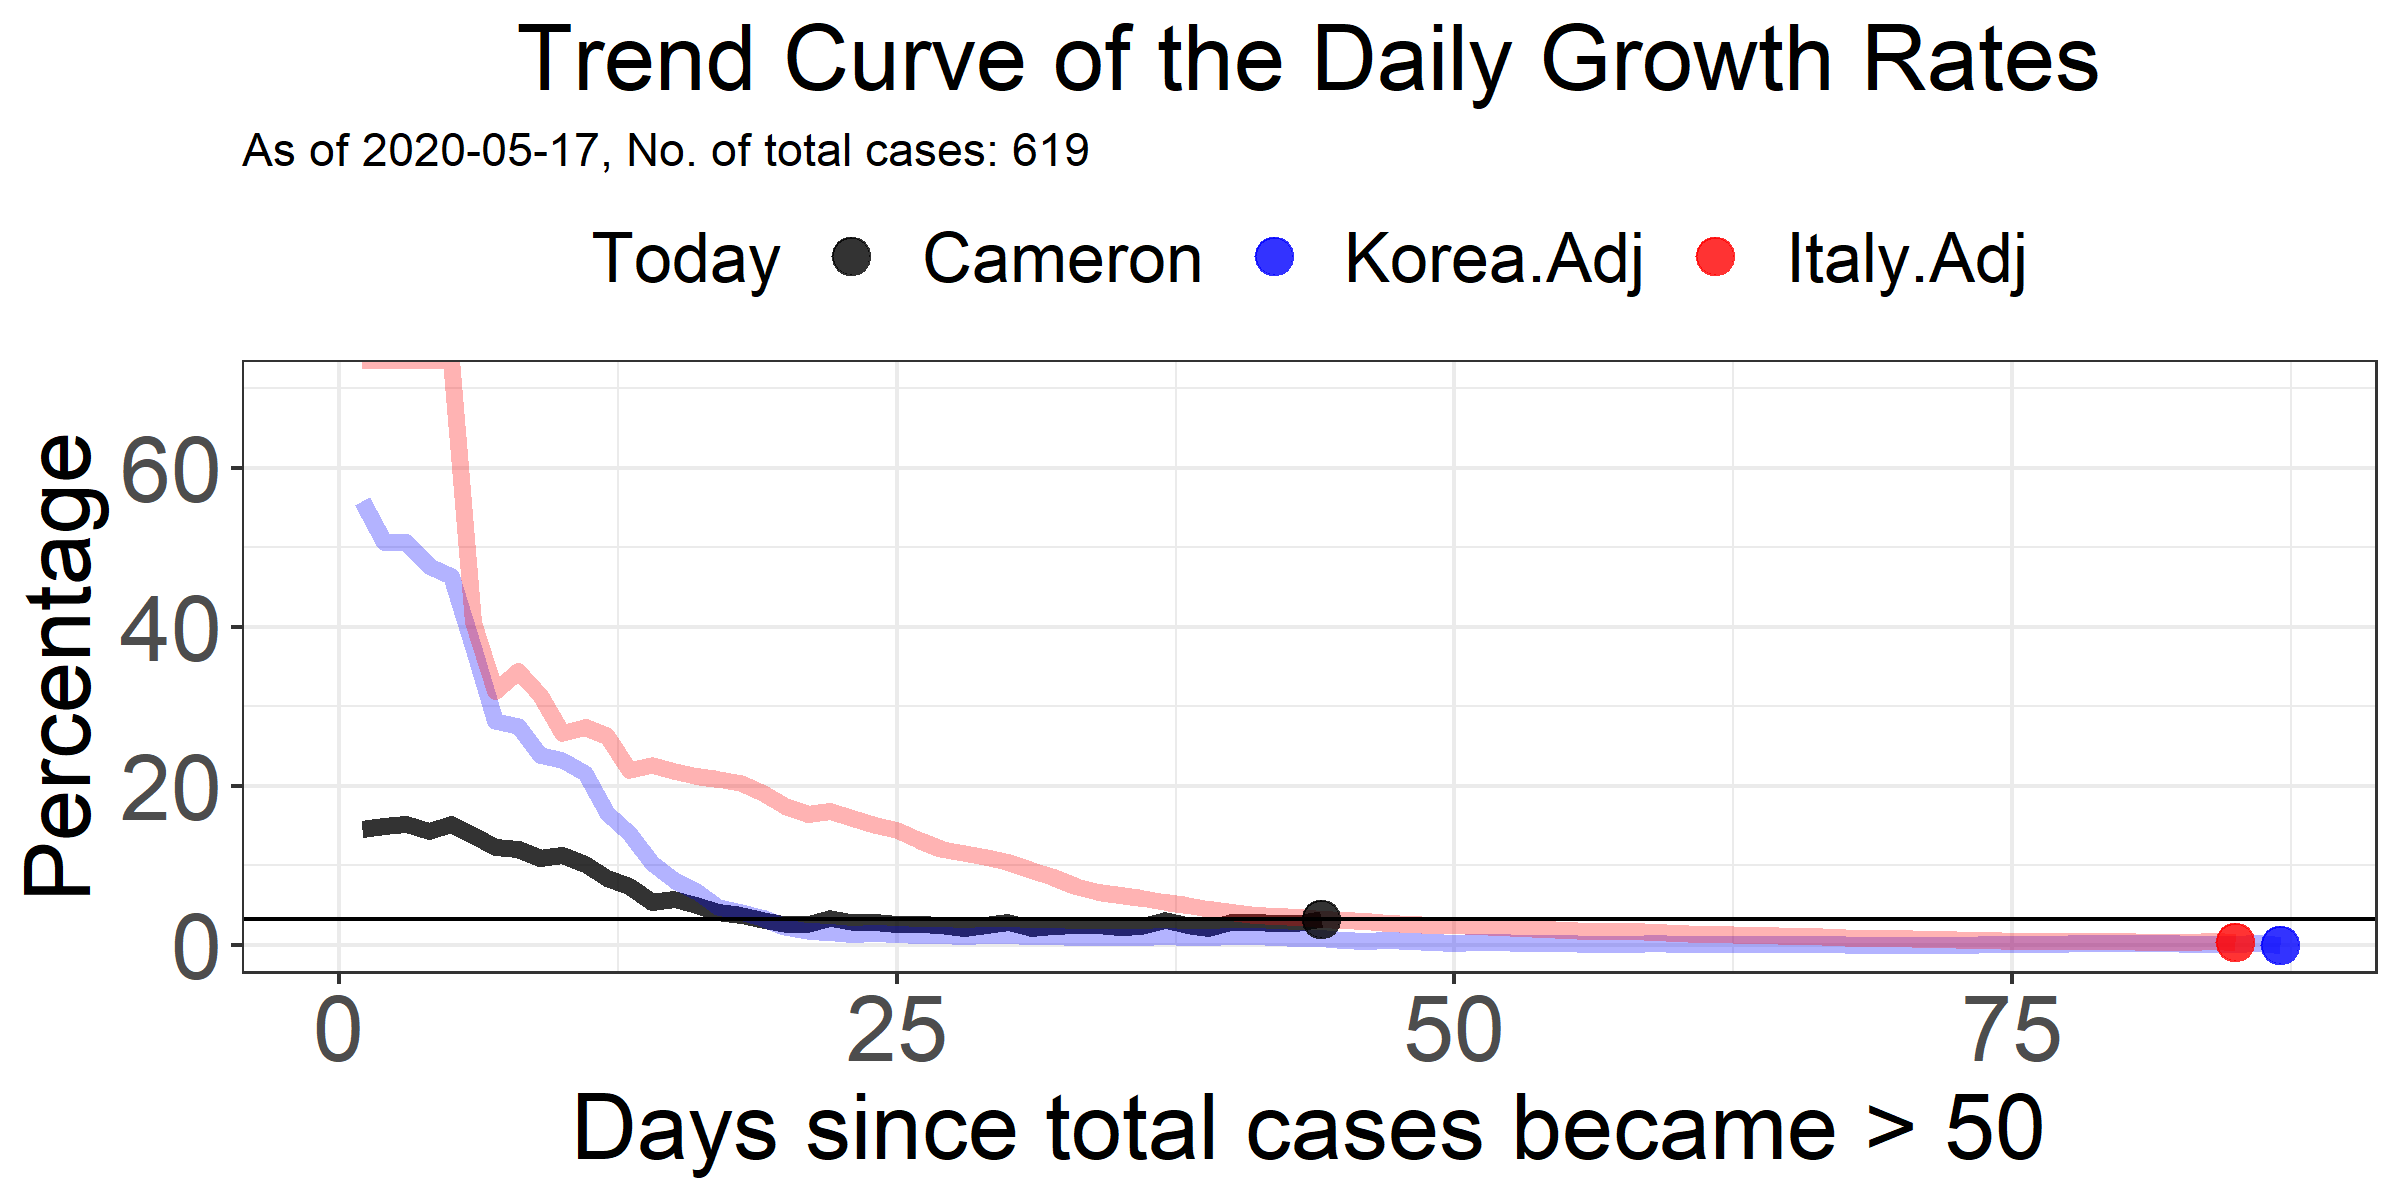 Trend Curve of the Daily Growth Rates
As of 2020-05-17, No. of total cases: 619
Today Cameron Korea.Adj Italy.Adj
Percentage
60
40
20
0
0 25 50 75
Days since total cases became > 50